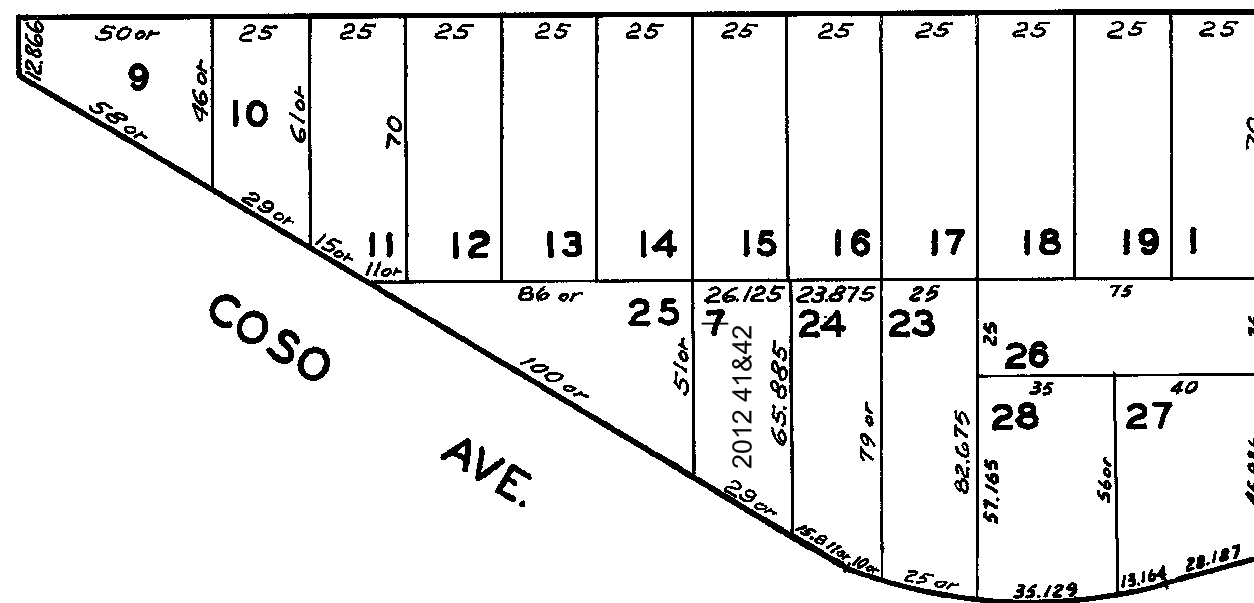 50 or 25 25 25 25 25 25 25 25 25 25
12.866 9 46 or 10 61 or 70
58 or
29 or
15 or 11 12 13 14 15 16 17 18 19 1
11 or
86 or 26.125 23.875 25 75
25 7 24 23 25 26
COSO
100 or 51 or 2012 41&42 65.885
35 40
28 27
AVE.
79 or 82.675 57.165 56 or
29 or
15.811 or 10 or
25 or 35.129 13.164 28.187